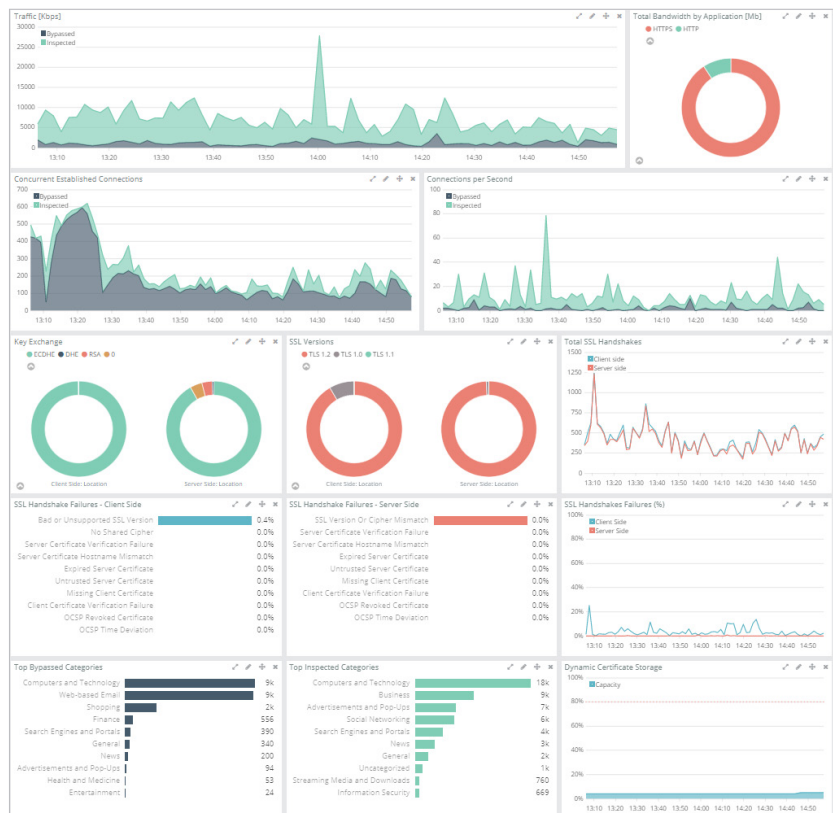 Traffic [Kbps]
Bypassed
Inspected
30000
25000
20000
15000
10000
5000
0
13:10 13:20 13:30 13:40 13:50 14:00 14:10 14:20 14:30 14:40 14:50
Total Bandwidth by Application [Mb]
HTTPS HTTP
Concurrent Established Connections
Bypassed
Inspected
700
600
500
400
300
200
100
0
13:10 13:20 13:30 13:40 13:50 14:00 14:10 14:20 14:30 14:40 14:50
Connections per Second
Bypassed
Inspected
100
80
60
40
20
0
13:10 13:20 13:30 13:40 13:50 14:00 14:10 14:20 14:30 14:40 14:50
Key Exchange
ECDHE DHE RSA 0
Client Side: Location
Server Side: Location
SSL Versions
TLS 1.2 TLS 1.0 TLS 1.1
Client Side: Location
Server Side: Location
Total SSL Handshakes
Client side
Server side
1500
1250
1000
750
500
250
0
13:10 13:20 13:30 13:40 13:50 14:00 14:10 14:20 14:30 14:40 14:50
SSL Handshake Failures - Client Side
Bad or Unsupported SSL Version 0.4%
No Shared Cipher 0.0%
Server Certificate Verification Failure 0.0%
Server Certificate Hostname Mismatch 0.0%
Expired Server Certificate 0.0%
Untrusted Server Certificate 0.0%
Missing Client Certificate 0.0%
Client Certificate Verification Failure 0.0%
OCSP Revoked Certificate 0.0%
OCSP Time Deviation 0.0%
SSL Handshake Failures - Server Side
SSL Version Or Cipher Mismatch 0.0%
Server Certificate Verification Failure 0.0%
Server Certificate Hostname Mismatch 0.0%
Expired Server Certificate 0.0%
Untrusted Server Certificate 0.0%
Missing Client Certificate 0.0%
Client Certificate Verification Failure 0.0%
OCSP Revoked Certificate 0.0%
OCSP Time Deviation 0.0%
SSL Handshakes Failures (%)
Client Side
Server Side
100%
80%
60%
40%
20%
0%
13:10 13:20 13:30 13:40 13:50 14:00 14:10 14:20 14:30 14:40 14:50
Top Bypassed Categories
Computers and Technology 9k
Web-based Email 9k
Shopping 2k
Finance 556
Search Engines and Portals 390
General 340
News 200
Advertisements and Pop-Ups 94
Health and Medicine 53
Entertainment 24
Top Inspected Categories
Computers and Technology 18k
Business 9k
Advertisements and Pop-Ups 7k
Social Networking 6k
Search Engines and Portals 4k
News 3k
General 2k
Uncategorized 1k
Streaming Media and Downloads 760
Information Security 669
Dynamic Certificate Storage
Capacity
100%
80%
60%
40%
20%
0%
13:10 13:20 13:30 13:40 13:50 14:00 14:10 14:20 14:30 14:40 14:50